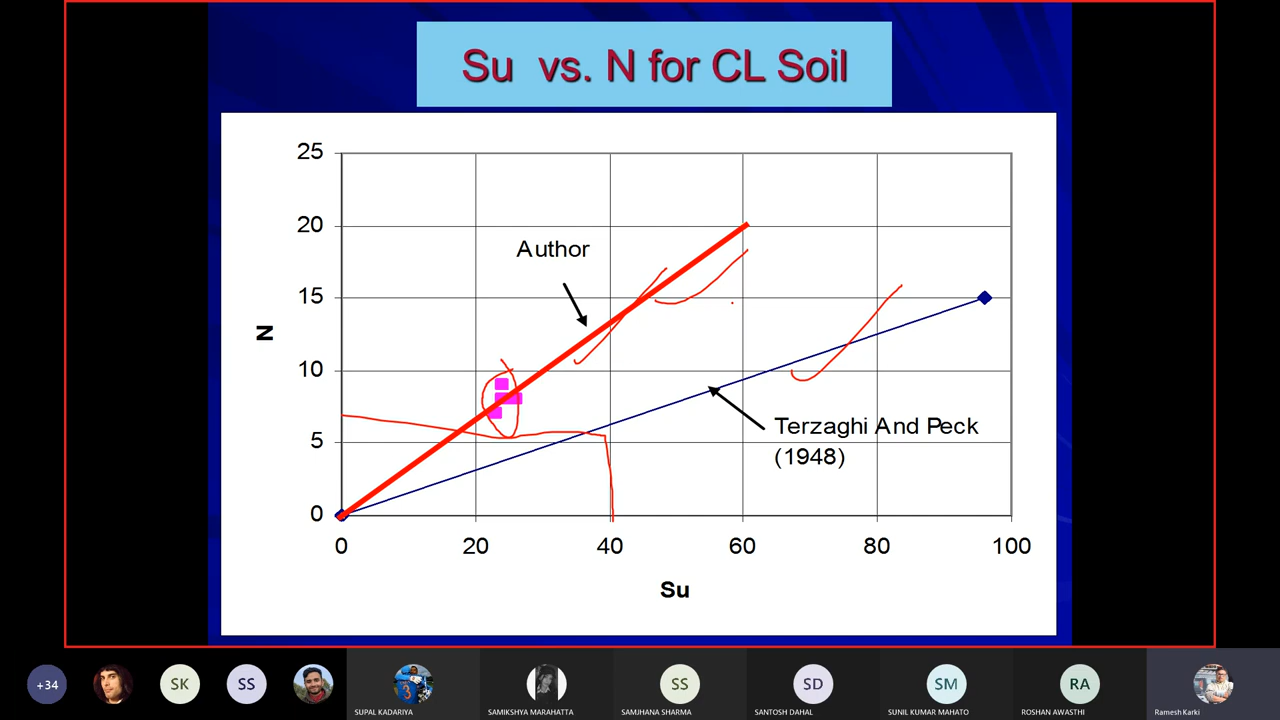 Su vs. N for CL Soil
25
20
15
10
5
0
N
Author
Terzaghi And Peck
(1948)
0 20 40 60 80 100
Su
+34 SK SS SS SD SM RA
SUPAL KADARIYA SAMIKSHYA MARAHATTA SAMJHANA SHARMA SANTOSH DAHAL SUNIL KUMAR MAHATO ROSHAN AWASTHI Ramesh Karki